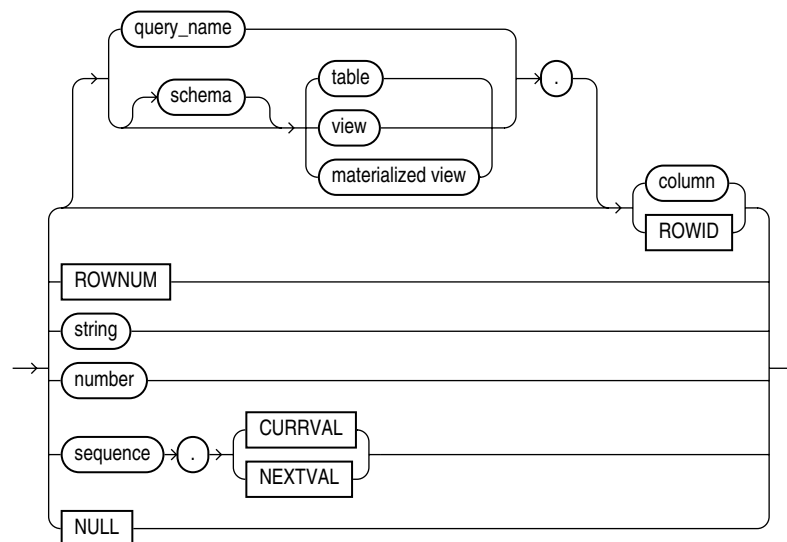 query_name
schema
table
.
view
materialized view
column
ROWID
ROWNUM
string
number
sequence . CURRVAL
NEXTVAL
NULL